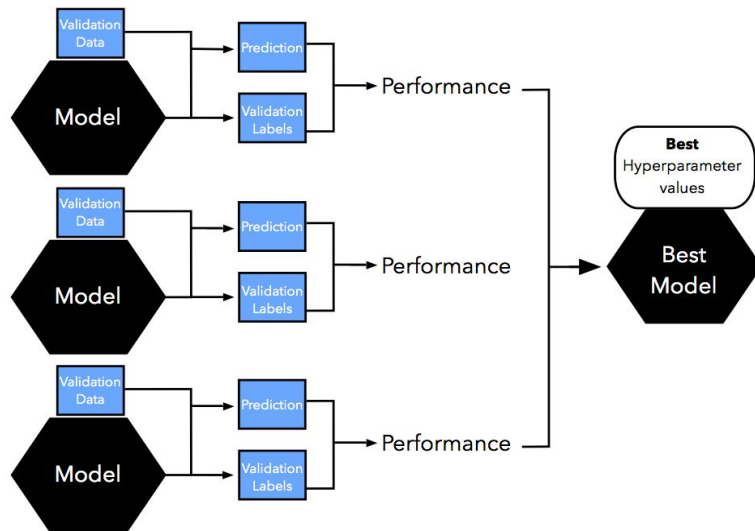 Validation
Data
Prediction
Model
Validation
Labels
Performance
Best
Hyperparameter
values
Validation
Data
Prediction
Model
Validation
Labels
Performance
Best
Model
Validation
Data
Prediction
Model
Validation
Labels
Performance